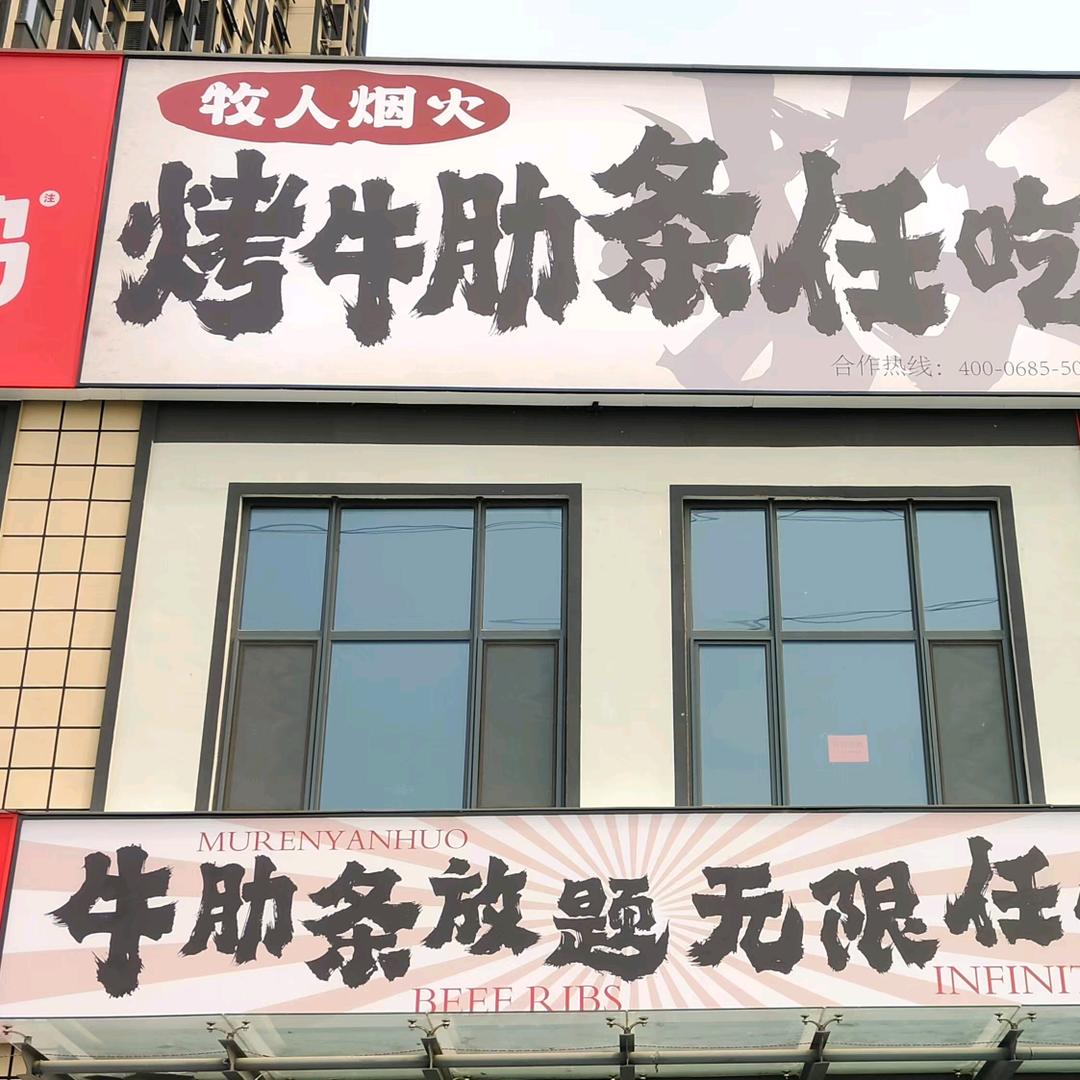 牧人烟火
注
烤牛肋条任吃
合作热线：400-0685-50
MURENYANHUO
牛肋条放题无限任
BEEF RIBS
INFINIT